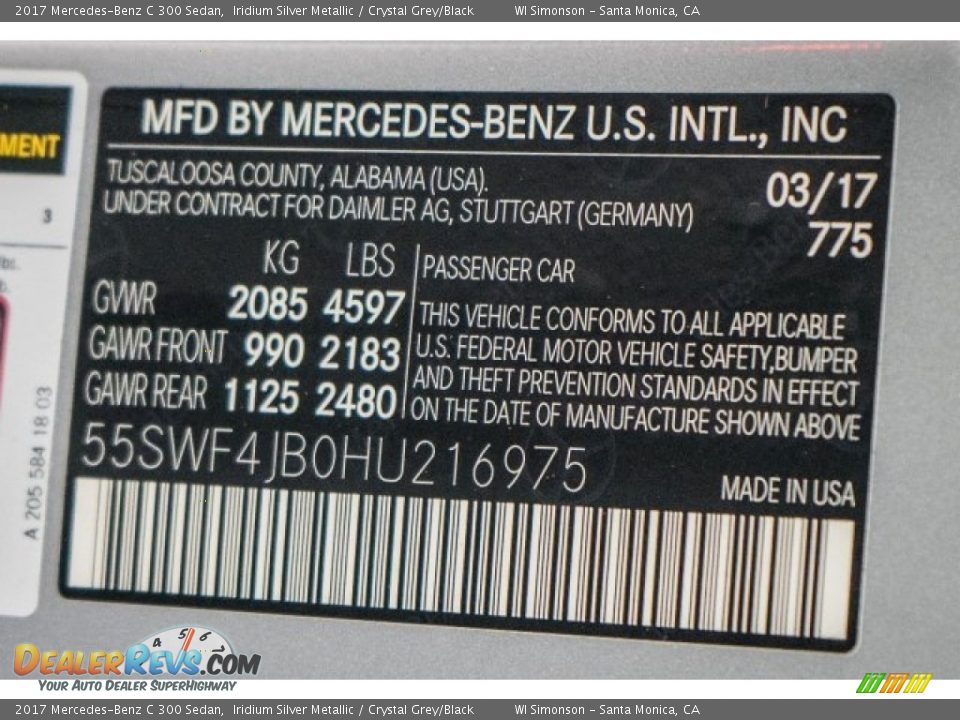 2017 Mercedes-Benz C 300 Sedan, Iridium Silver Metallic / Crystal Grey/Black WI Simonson - Santa Monica, CA
MENT
3
A 205 584 18 03
MFD BY MERCEDES-BENZ U.S. INTL., INC
TUSCALOOSA COUNTY, ALABAMA (USA).
03/17
UNDER CONTRACT FOR DAIMLER AG, STUTTGART (GERMANY)
775
KG LBS
GVWR 2085 4597
GAWR FRONT 990 2183
GAWR REAR 1125 2480
PASSENGER CAR
THIS VEHICLE CONFORMS TO ALL APPLICABLE
U.S. FEDERAL MOTOR VEHICLE SAFETY,BUMPER
AND THEFT PREVENTION STANDARDS IN EFFECT
ON THE DATE OF MANUFACTURE SHOWN ABOVE
55SWF4JB0HU216975
MADE IN USA
4 5 6 7
DEALERREVS.COM
YOUR AUTO DEALER SUPERHIGHWAY
2017 Mercedes-Benz C 300 Sedan, Iridium Silver Metallic / Crystal Grey/Black WI Simonson - Santa Monica, CA